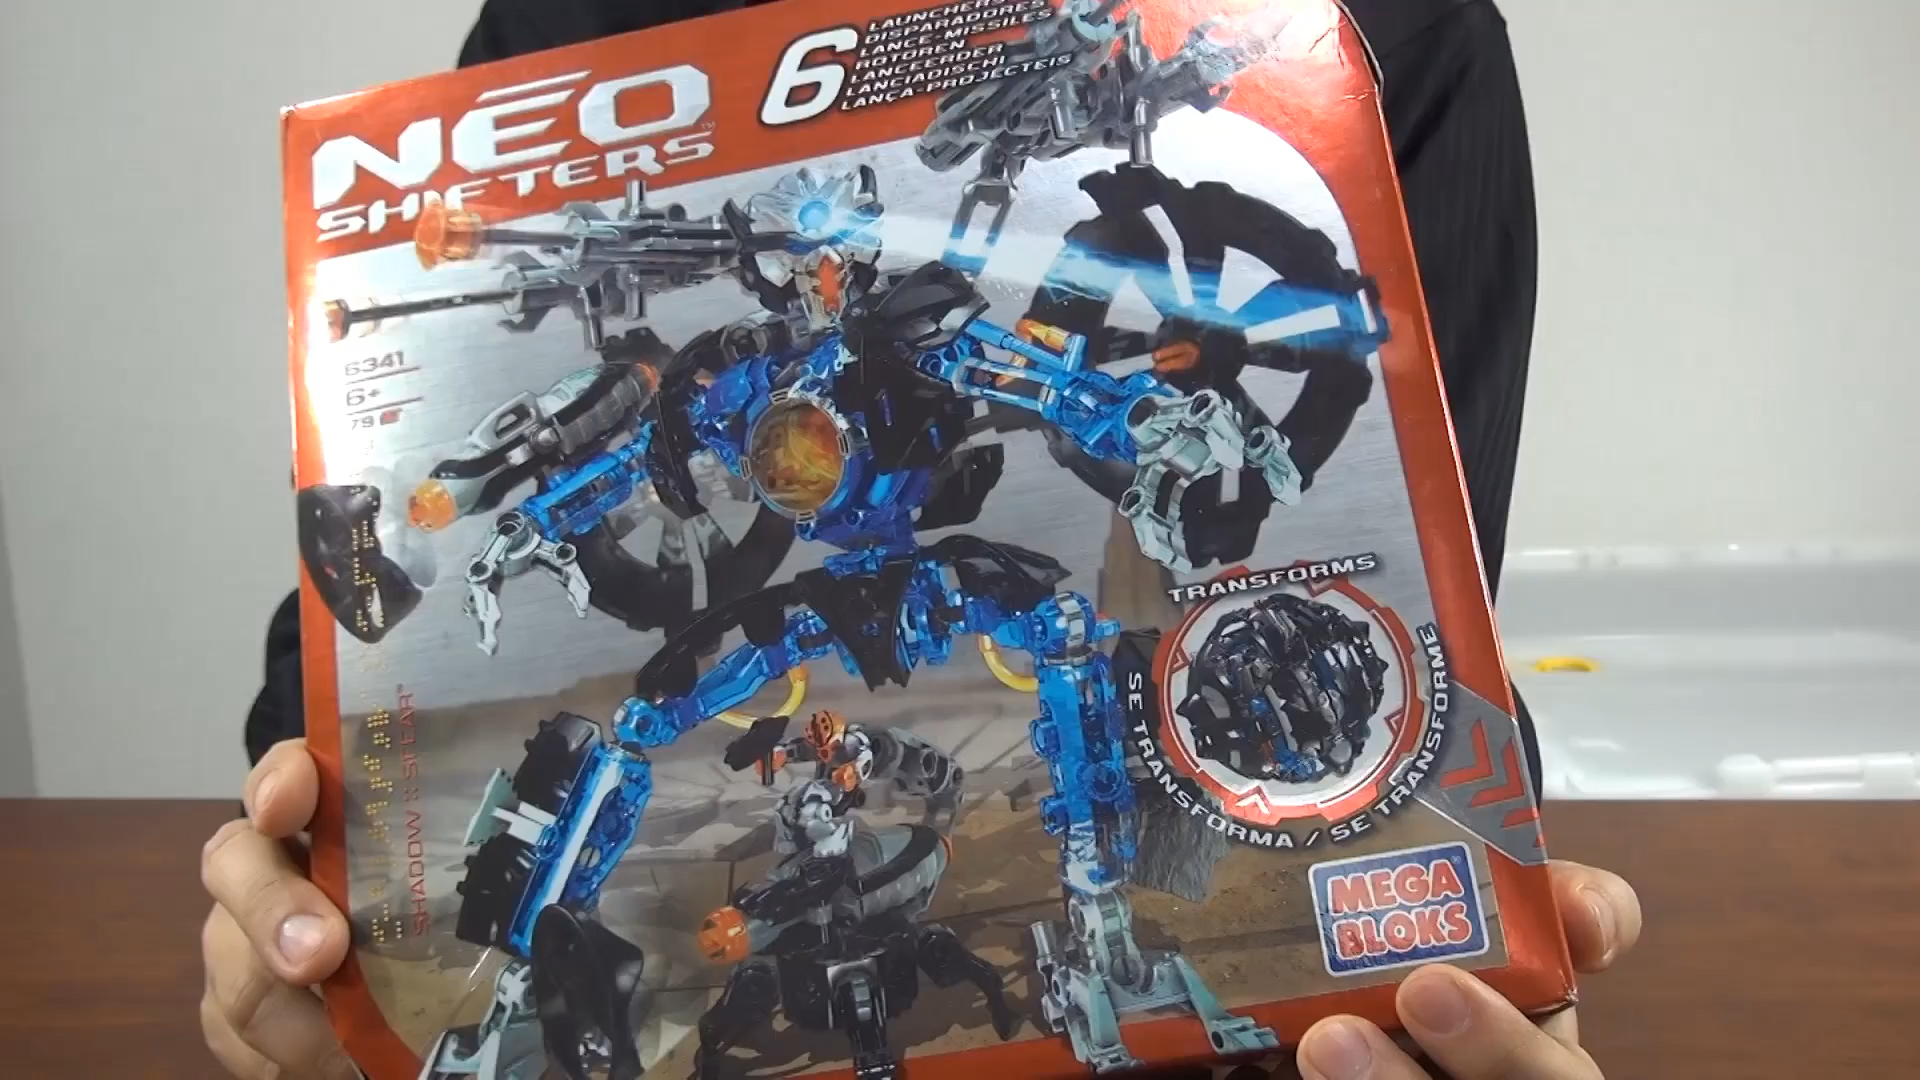 NEO
SHIFTERS
6
LAUNCHERS
DISPARADORES
LANCE-MISSILES
ROTOREN
LANCEERDER
LANCIADISCHI
LANÇA-PROJÉCTEIS
6341
6+
79
SHADOW : SPEAR
TRANSFORMS
SE TRANSFORMA / SE TRANSFORME
MEGA
BLOKS